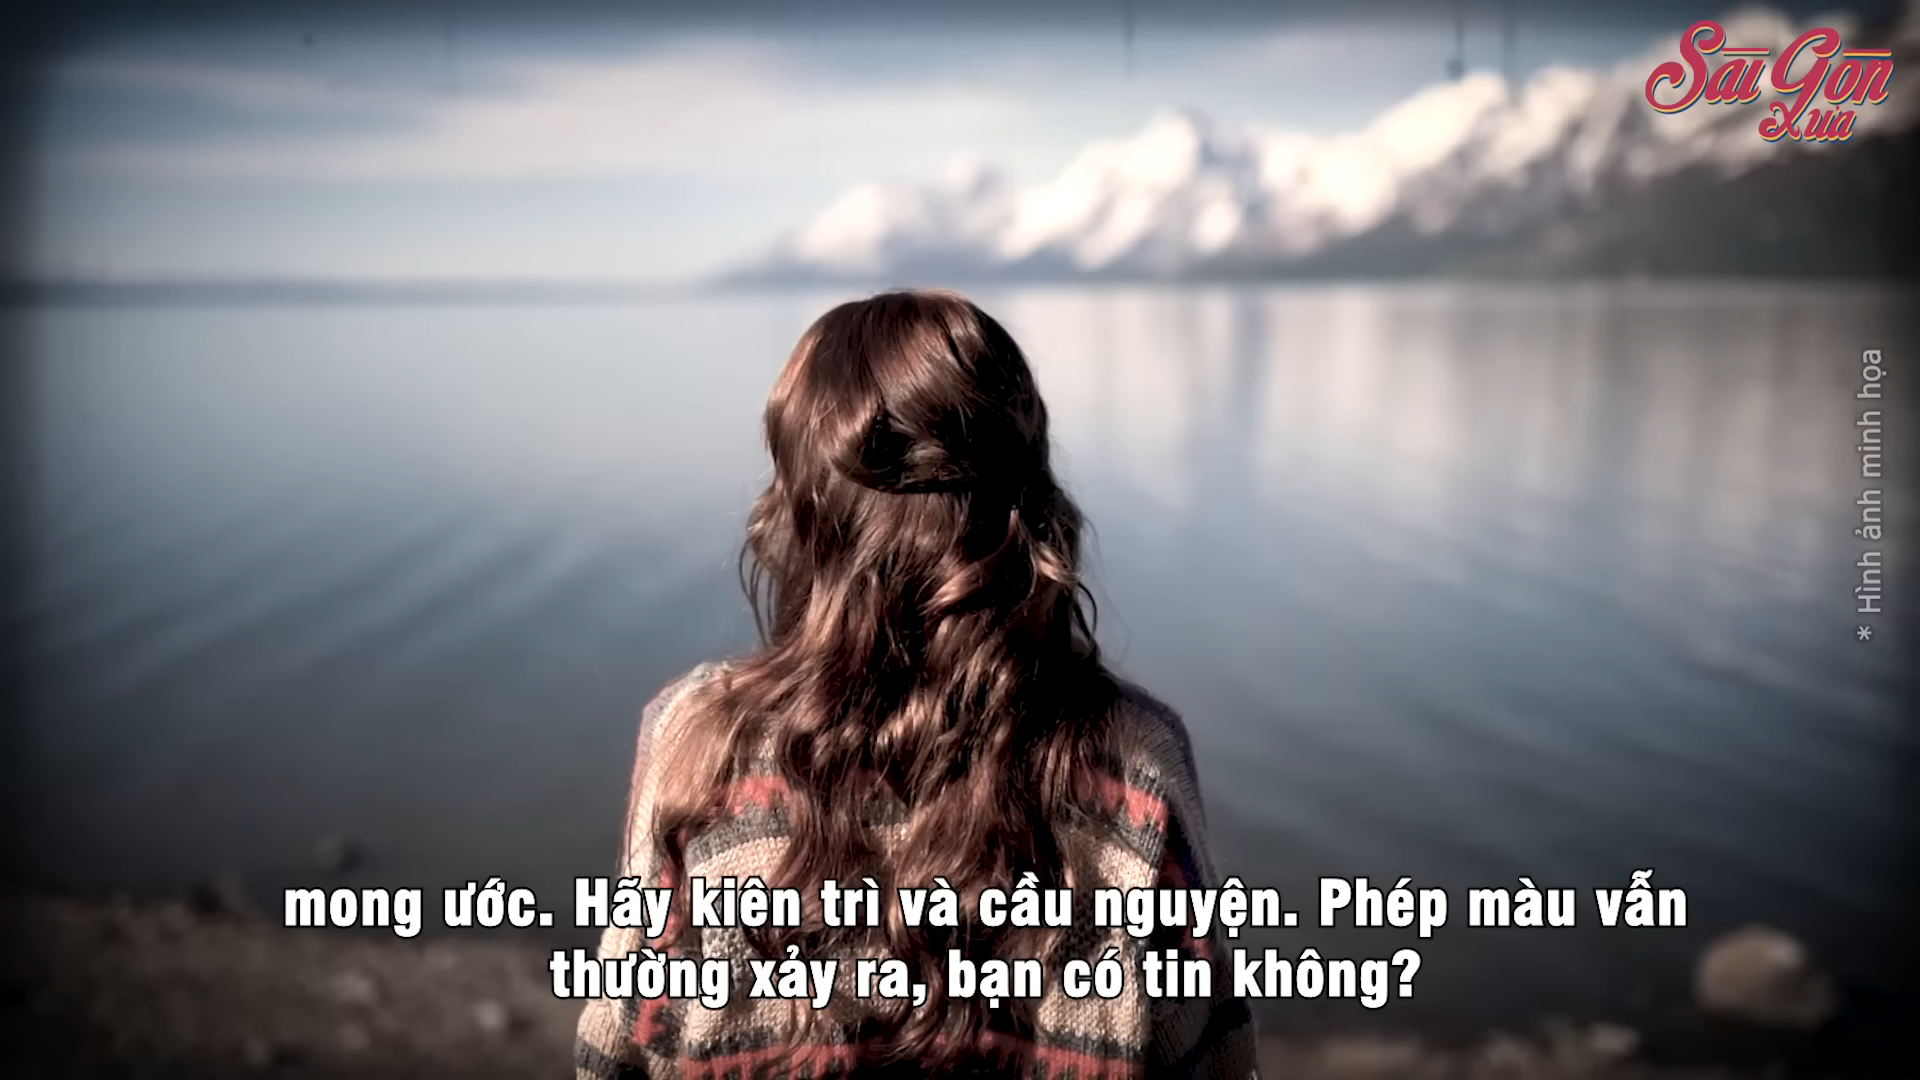 Sài Gòn
Xưa
* Hình ảnh minh họa
mong ước. Hãy kiên trì và cầu nguyện. Phép màu vẫn
thường xảy ra, bạn có tin không?